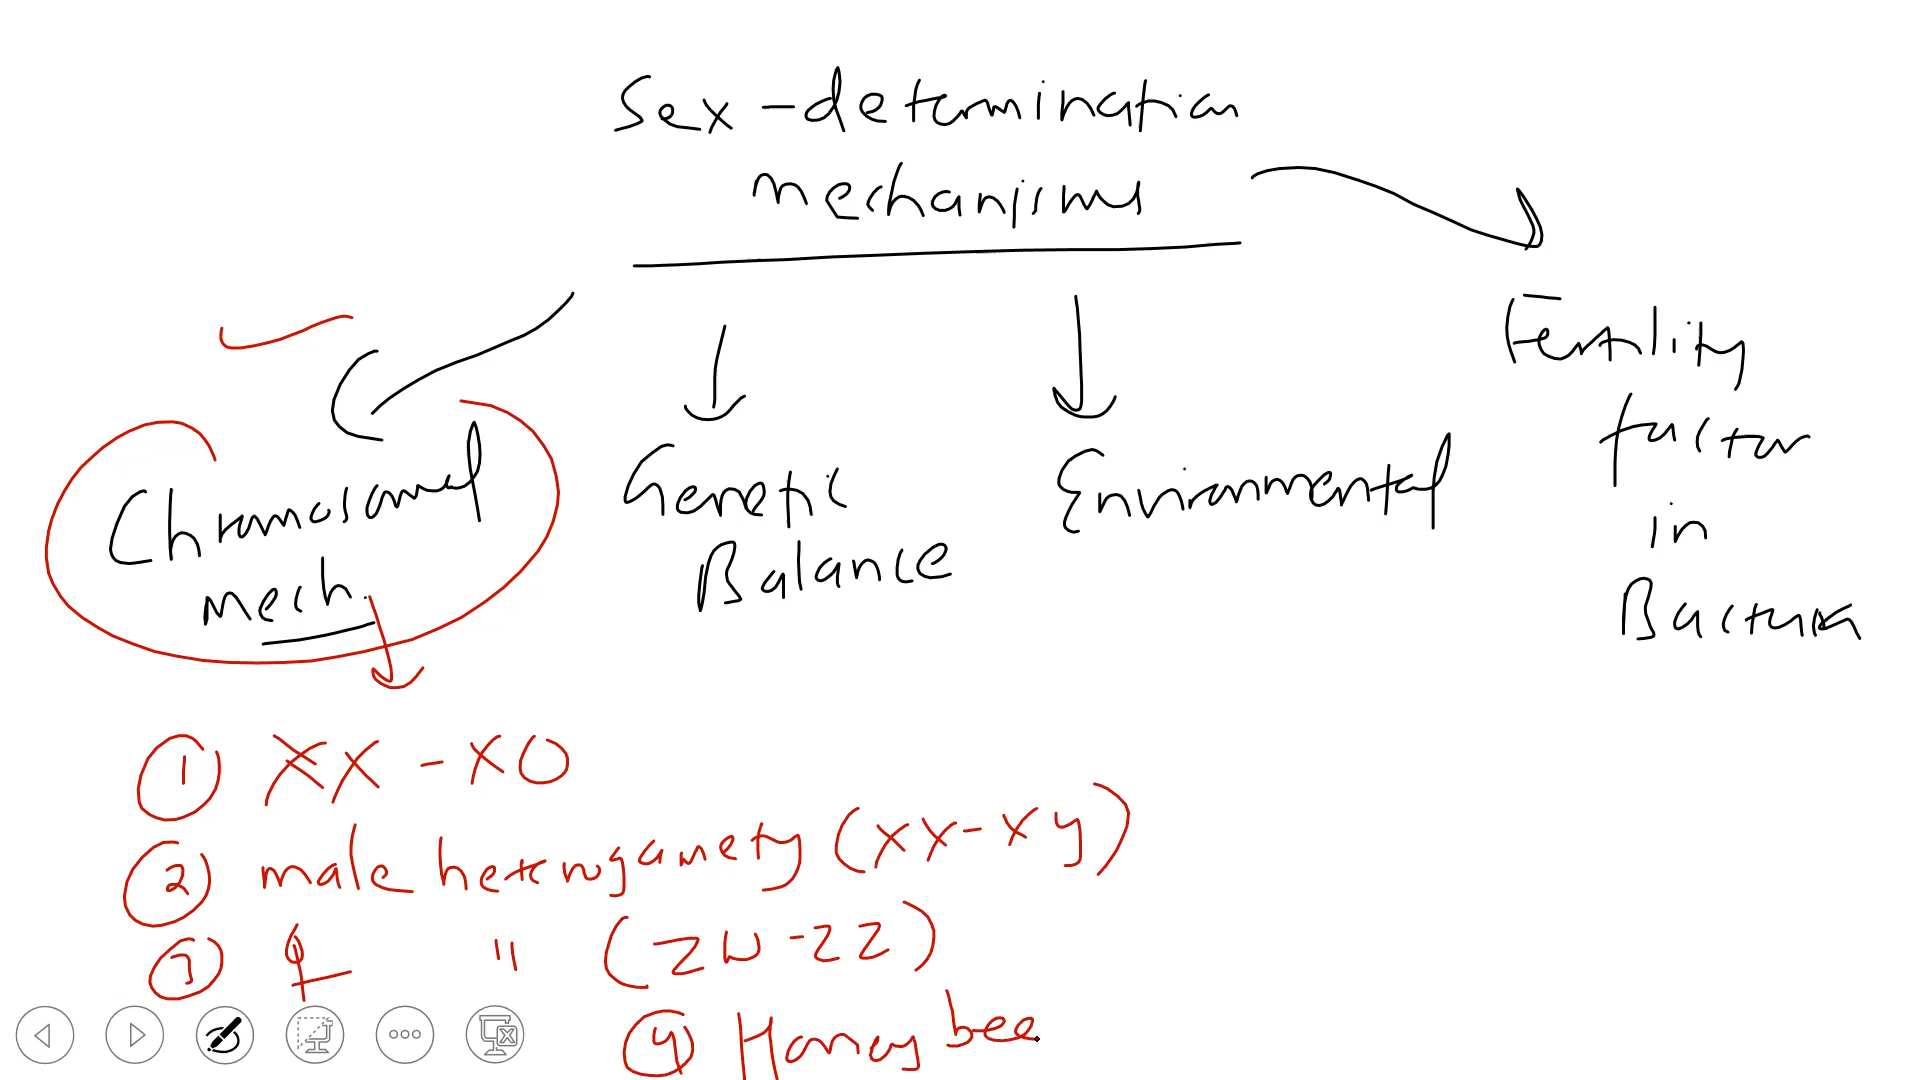 Sex-determination
mechanisms
Chromosomal
mech.
Genetic
Balance
Environmental
Fertility
factor
in
Bacteria
① XX - XO
② male heterogamety (XX-XY)
③ ♀ " (ZW-ZZ)
④ Honey bee